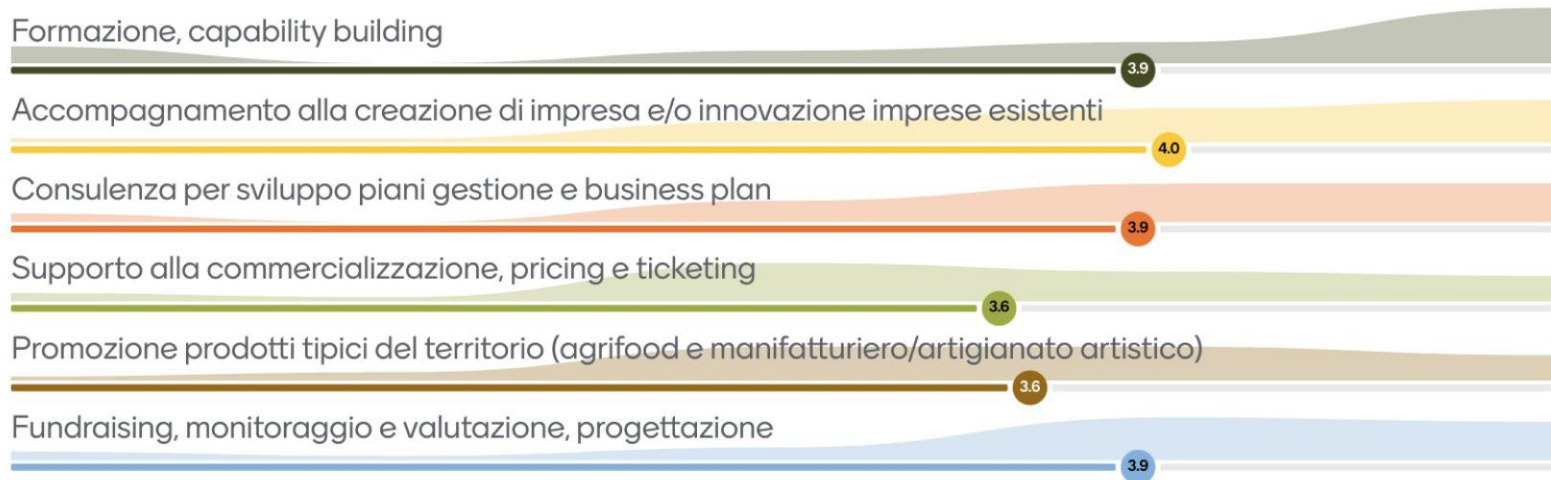 Formazione, capability building
3.9
Accompagnamento alla creazione di impresa e/o innovazione imprese esistenti
4.0
Consulenza per sviluppo piani gestione e business plan
3.9
Supporto alla commercializzazione, pricing e ticketing
3.6
Promozione prodotti tipici del territorio (agrifood e manifatturiero/artigianato artistico)
3.6
Fundraising, monitoraggio e valutazione, progettazione
3.9